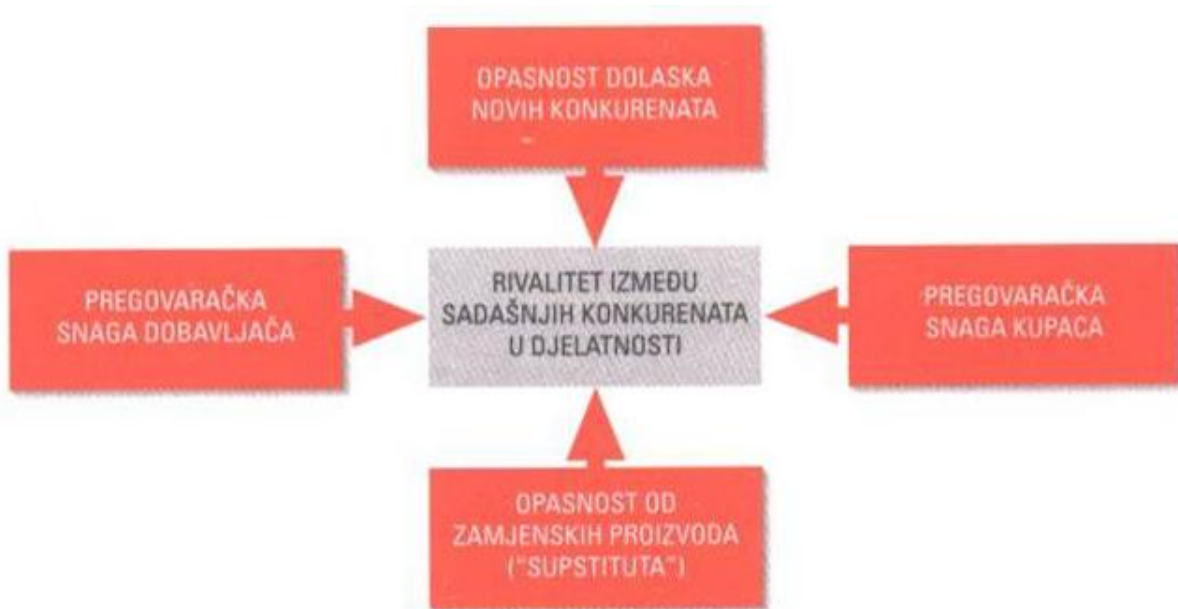 OPASNOST DOLASKA
NOVIH KONKURENATA
PREGOVARAČKA
SNAGA DOBAVLJAČA
RIVALITET IZMEĐU
SADAŠNJIH KONKURENATA
U DJELATNOSTI
PREGOVARAČKA
SNAGA KUPACA
OPASNOST OD
ZAMJENSKIH PROIZVODA
("SUPSTITUTA")